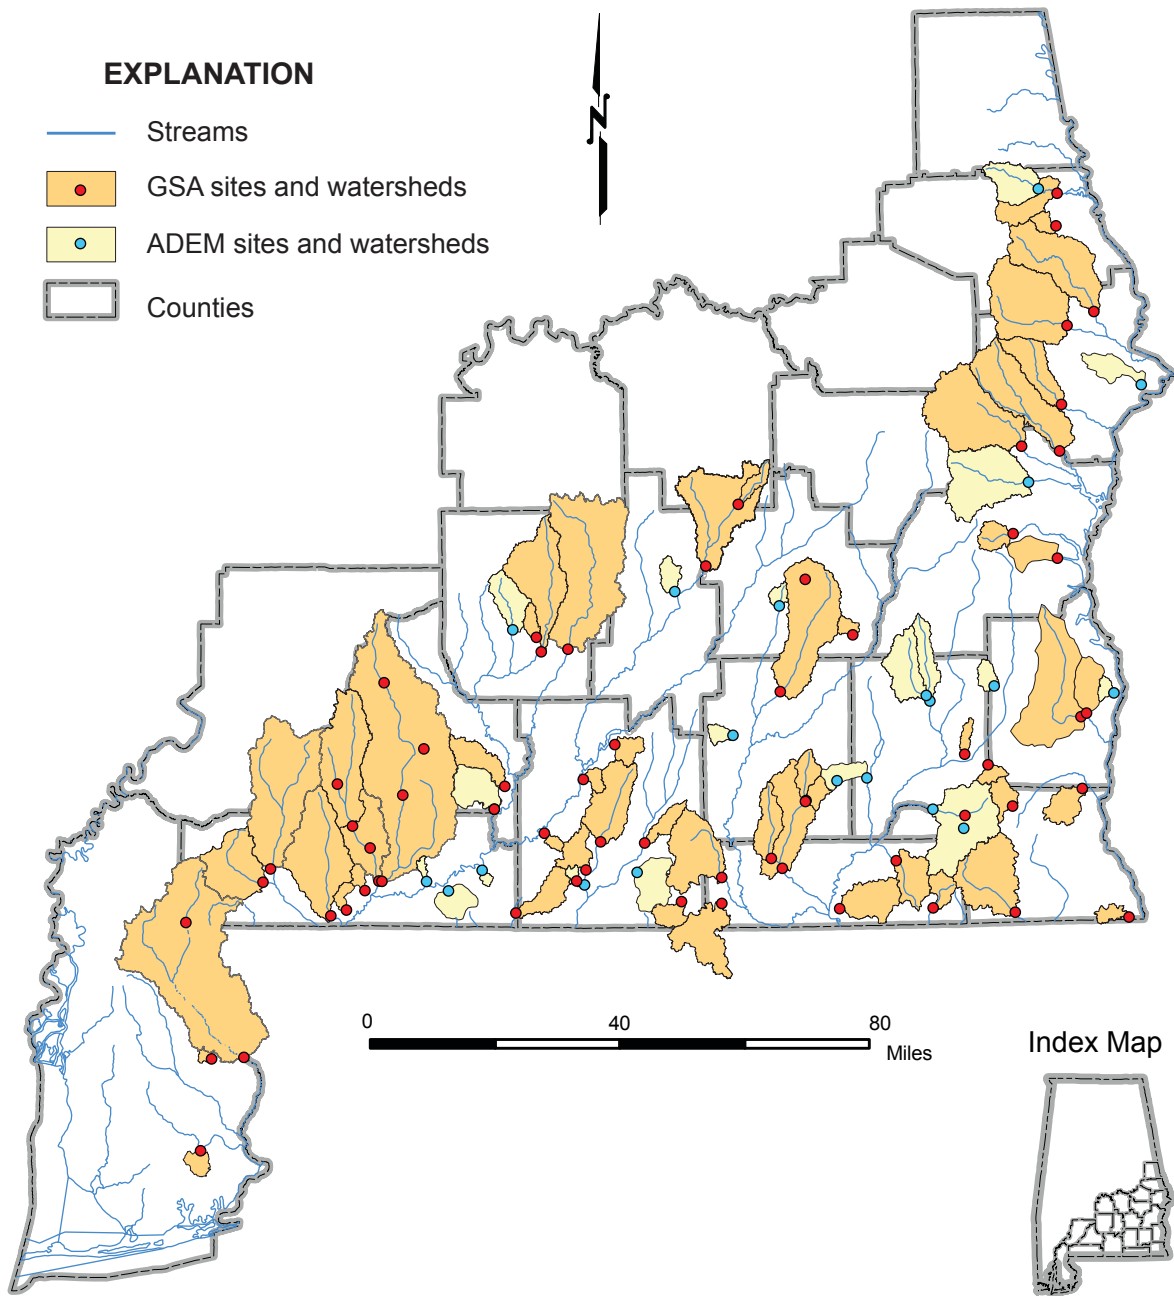 EXPLANATION
Streams
GSA sites and watersheds
ADEM sites and watersheds
Counties
N
0 40 80
Miles
Index Map